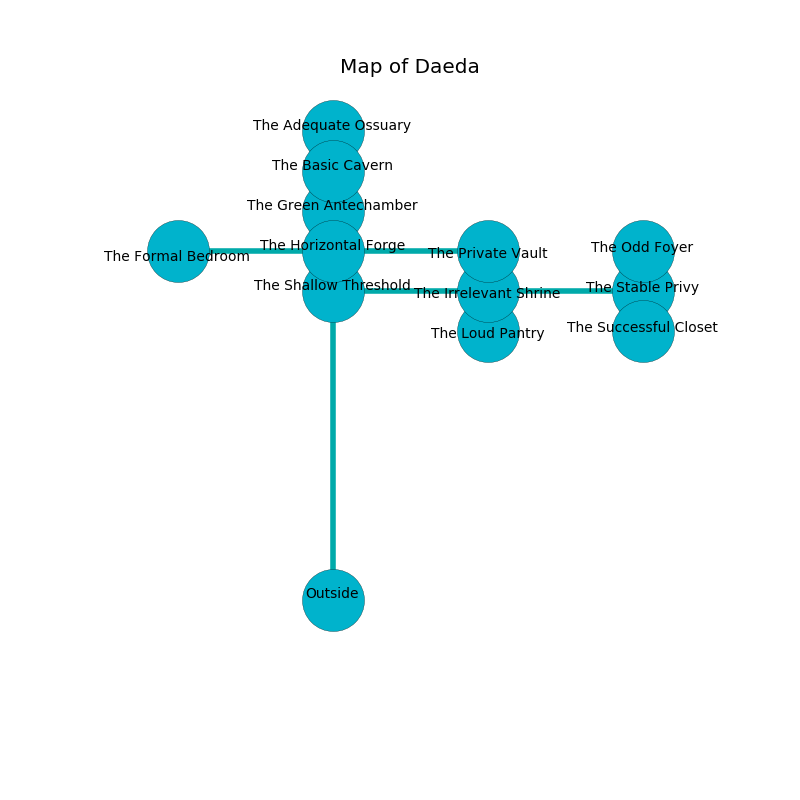 Map of Daeda
The Adequate Ossuary
The Basic Cavern
The Green Antechamber
The Horizontal Forge
The Odd Foyer
The Private Vault
The Formal Bedroom
The Shallow Threshold
The Stable Privy
The Irrelevant Shrine
The Successful Closet
The Loud Pantry
Outside